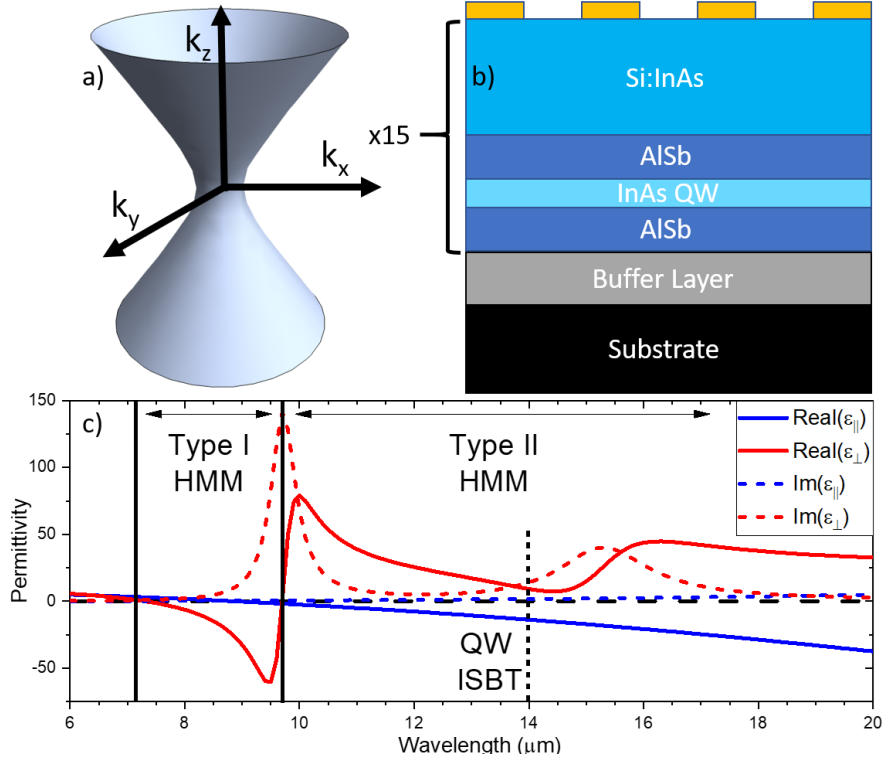 a)
k_z
k_x
k_y
b)
Si:InAs
x15
AlSb
InAs QW
AlSb
Buffer Layer
Substrate
c)
150
100
50
0
-50
Permittivity
Type I
HMM
Type II
HMM
QW
ISBT
Real(ε_||)
Real(ε_⊥)
Im(ε_||)
Im(ε_⊥)
6 8 10 12 14 16 18 20
Wavelength (μm)